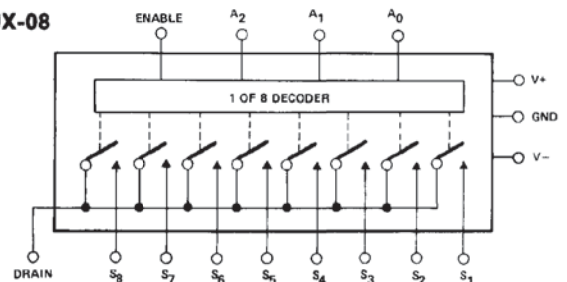 UX-08
ENABLE A2 A1 A0
1 OF 8 DECODER
V+
GND
V-
DRAIN S8 S7 S6 S5 S4 S3 S2 S1